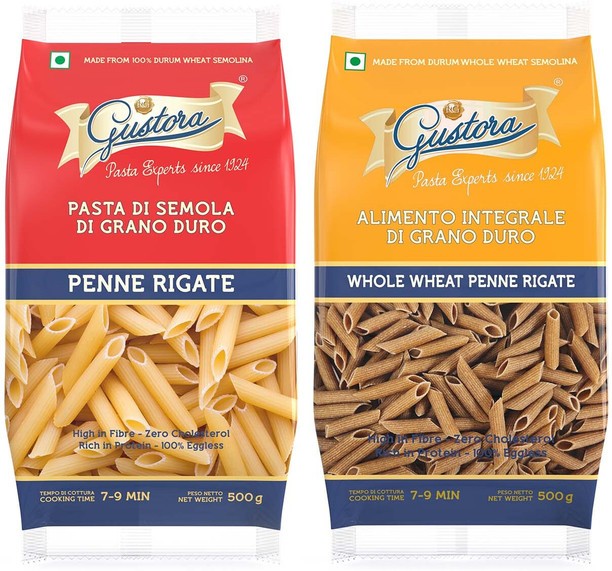 MADE FROM 100% DURUM WHEAT SEMOLINA
®
Gustora
Pasta Experts since 1924
PASTA DI SEMOLA
DI GRANO DURO
PENNE RIGATE
High in Fibre - Zero Cholesterol
Rich in Protein - 100% Eggless
TEMPO DI COTTURA
COOKING TIME 7-9 MIN
PESO NETTO
NET WEIGHT 500g
MADE FROM DURUM WHOLE WHEAT SEMOLINA
®
Gustora
Pasta Experts since 1924
ALIMENTO INTEGRALE
DI GRANO DURO
WHOLE WHEAT PENNE RIGATE
High in Fibre - Zero Cholesterol
Rich in Protein - 100% Eggless
TEMPO DI COTTURA
COOKING TIME 7-9 MIN
PESO NETTO
NET WEIGHT 500g